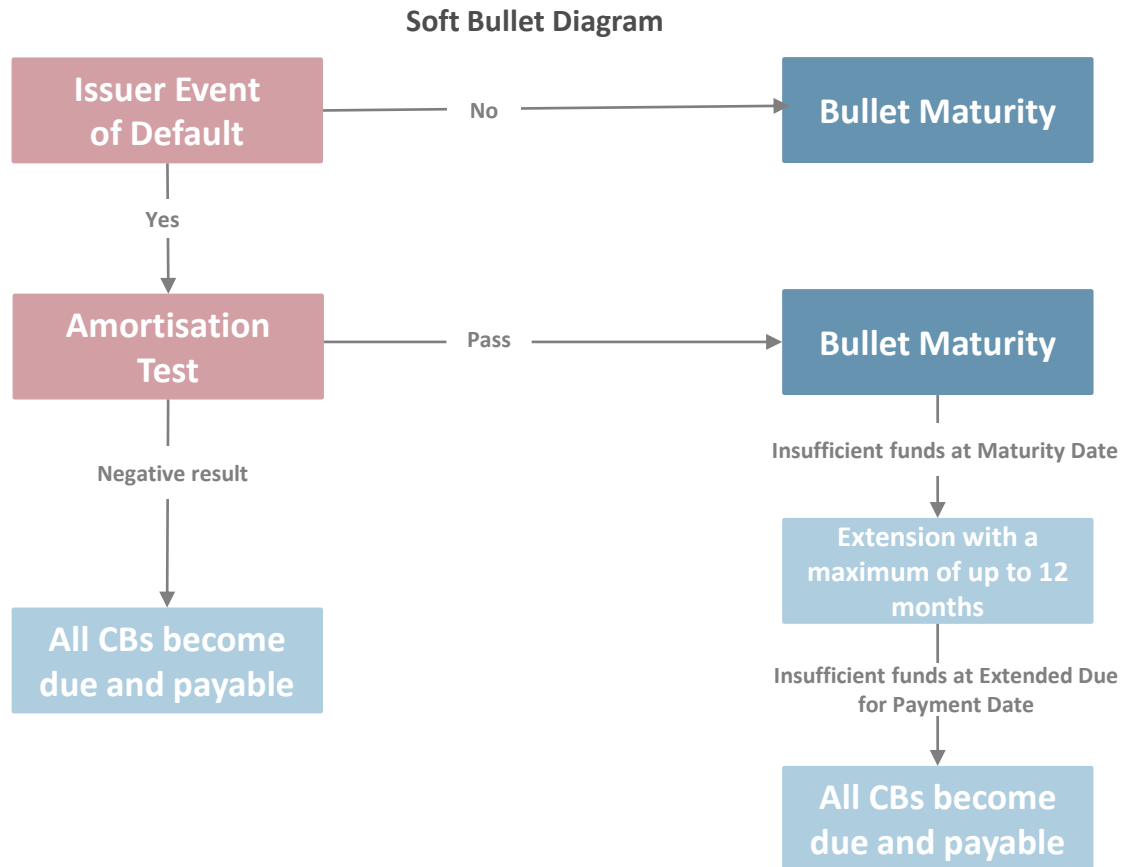 Soft Bullet Diagram
Issuer Event
of Default
No
Bullet Maturity
Yes
Amortisation
Test
Pass
Bullet Maturity
Negative result
Insufficient funds at Maturity Date
Extension with a
maximum of up to 12
months
All CBs become
due and payable
Insufficient funds at Extended Due
for Payment Date
All CBs become
due and payable